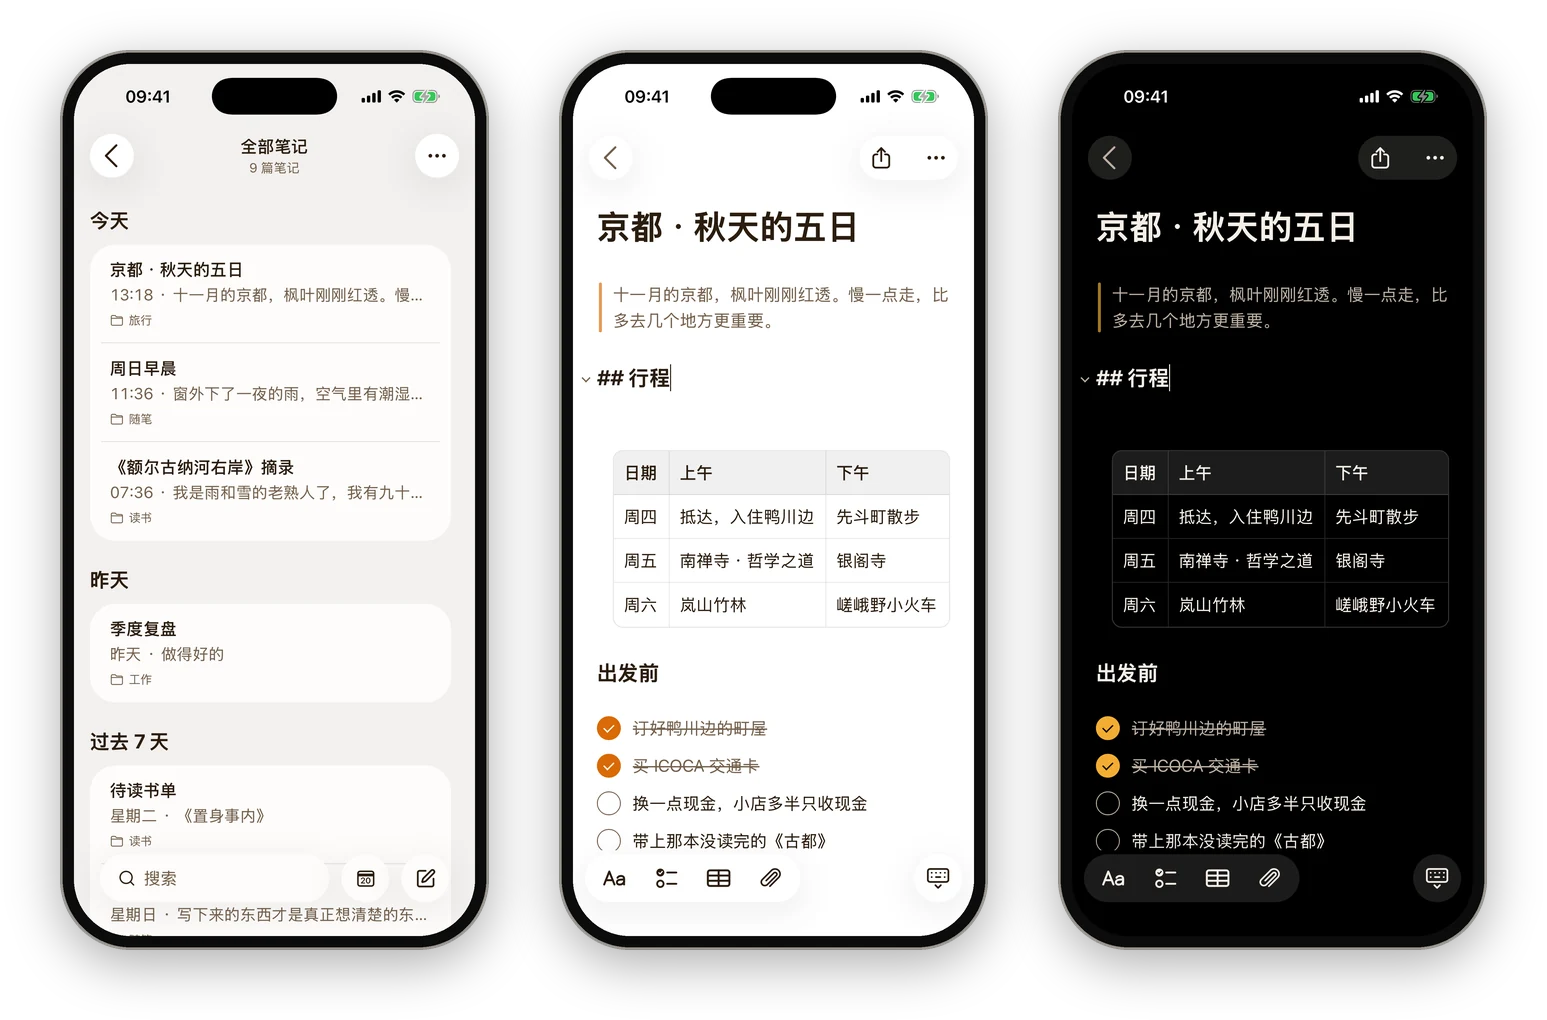 09:41
全部笔记
9 篇笔记
今天
京都 · 秋天的五日
13:18 · 十一月的京都，枫叶刚刚红透。慢...
旅行
周日早晨
11:36 · 窗外下了一夜的雨，空气里有潮湿...
随笔
《额尔古纳河右岸》摘录
07:36 · 我是雨和雪的老熟人了，我有九十...
读书
昨天
季度复盘
昨天 · 做得好的
工作
过去 7 天
待读书单
星期二 · 《置身事内》
读书
搜索
20
星期日 · 写下来的东西才是真正想清楚的东...
09:41
京都 · 秋天的五日
十一月的京都，枫叶刚刚红透。慢一点走，比
多去几个地方更重要。
## 行程
日期 上午 下午
周四 抵达，入住鸭川边 先斗町散步
周五 南禅寺 · 哲学之道 银阁寺
周六 岚山竹林 嵯峨野小火车
出发前
订好鸭川边的町屋
买 ICOCA 交通卡
换一点现金，小店多半只收现金
带上那本没读完的《古都》
Aa
09:41
京都 · 秋天的五日
十一月的京都，枫叶刚刚红透。慢一点走，比
多去几个地方更重要。
## 行程
日期 上午 下午
周四 抵达，入住鸭川边 先斗町散步
周五 南禅寺 · 哲学之道 银阁寺
周六 岚山竹林 嵯峨野小火车
出发前
订好鸭川边的町屋
买 ICOCA 交通卡
换一点现金，小店多半只收现金
带上那本没读完的《古都》
Aa